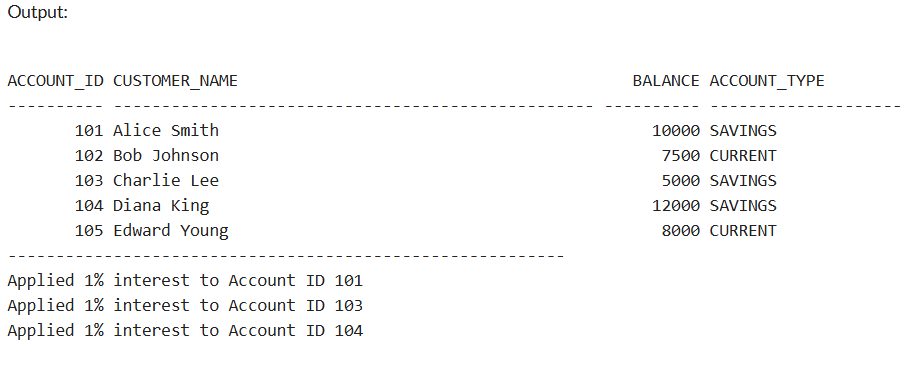 Output:
ACCOUNT_ID CUSTOMER_NAME                                         BALANCE ACCOUNT_TYPE
---------- -------------------------------------------------- ---------- --------------------
       101 Alice Smith                                             10000 SAVINGS
       102 Bob Johnson                                              7500 CURRENT
       103 Charlie Lee                                              5000 SAVINGS
       104 Diana King                                              12000 SAVINGS
       105 Edward Young                                             8000 CURRENT
----------------------------------------------------------
Applied 1% interest to Account ID 101
Applied 1% interest to Account ID 103
Applied 1% interest to Account ID 104